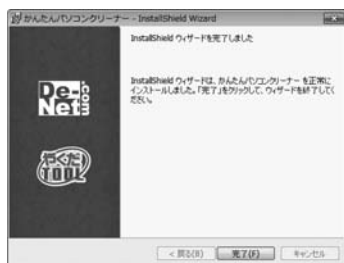 かんたんパソコンクリーナー - InstallShield Wizard
InstallShield ウィザードを完了しました
InstallShield ウィザードは、かんたんパソコンクリーナー を正常に
インストールしました。「完了」をクリックして、ウィザードを終了してく
ださい。
De-
Net.com
やくだつ
TOOL
< 戻る(B)
完了(F)
キャンセル